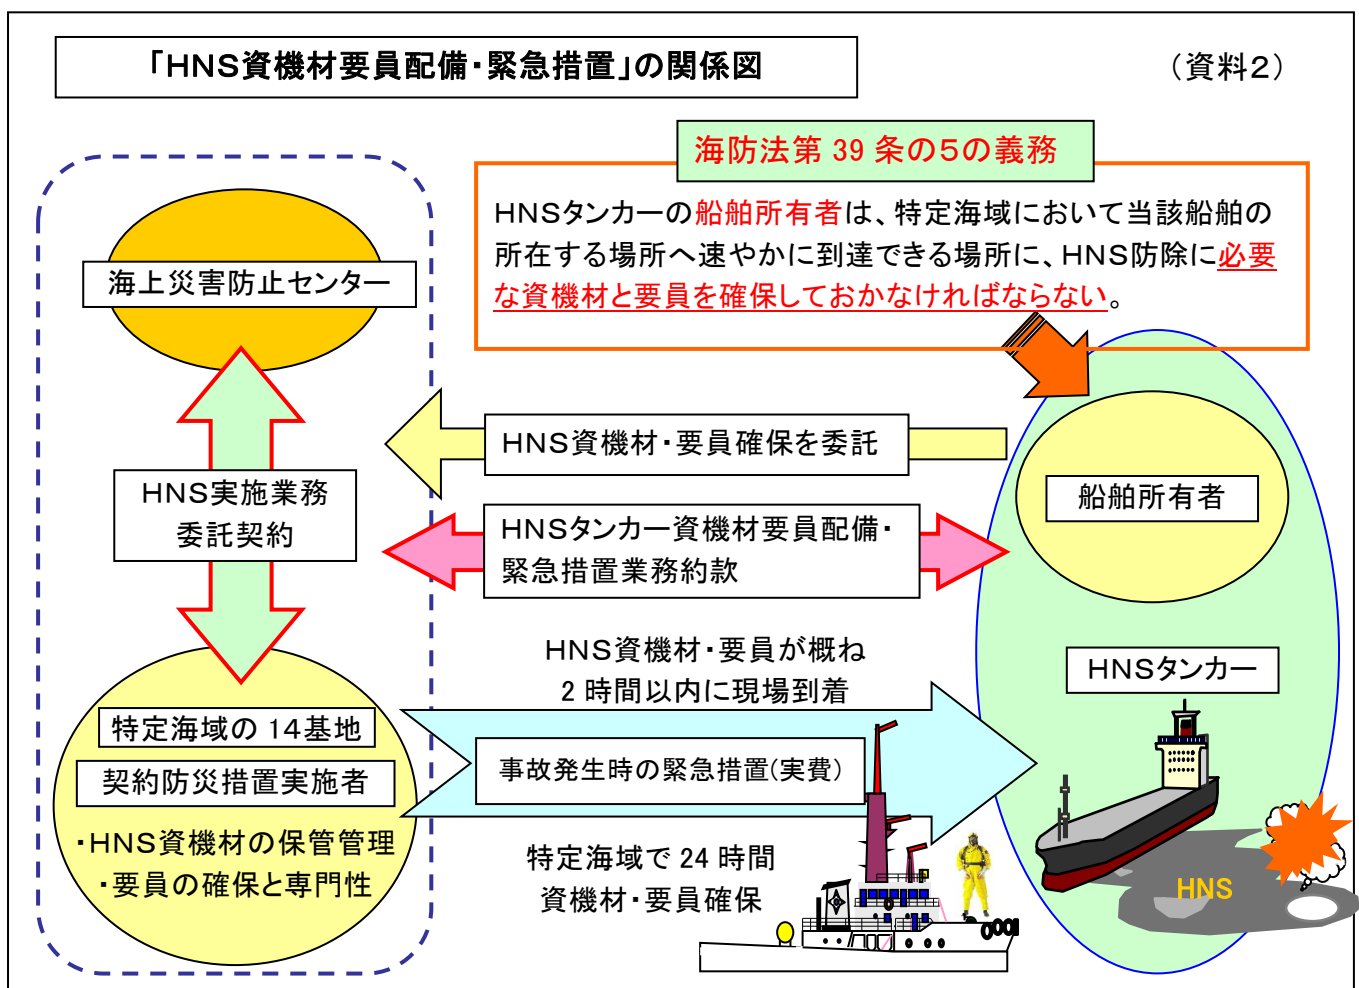 「HNS資機材要員配備・緊急措置」の関係図
(資料2)
海防法第 39 条の5の義務
HNSタンカーの船舶所有者は、特定海域において当該船舶の
所在する場所へ速やかに到達できる場所に、HNS防除に必要
な資機材と要員を確保しておかなければならない。
海上災害防止センター
HNS資機材・要員確保を委託
HNS実施業務
委託契約
船舶所有者
HNSタンカー資機材要員配備・
緊急措置業務約款
HNS資機材・要員が概ね
2 時間以内に現場到着
HNSタンカー
特定海域の 14基地
契約防災措置実施者
・HNS資機材の保管管理
・要員の確保と専門性
事故発生時の緊急措置(実費)
特定海域で 24 時間
資機材・要員確保
HNS